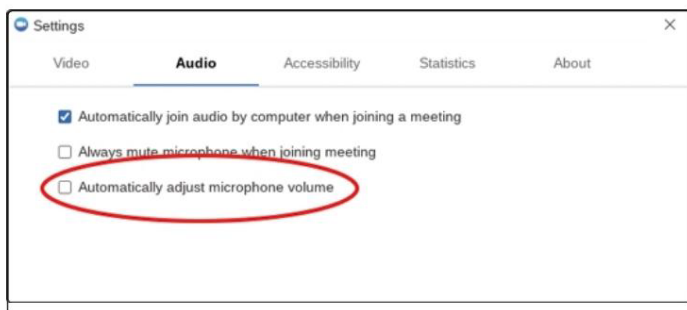 Settings
Video Audio Accessibility Statistics About
Automatically join audio by computer when joining a meeting
Always mute microphone when joining meeting
Automatically adjust microphone volume